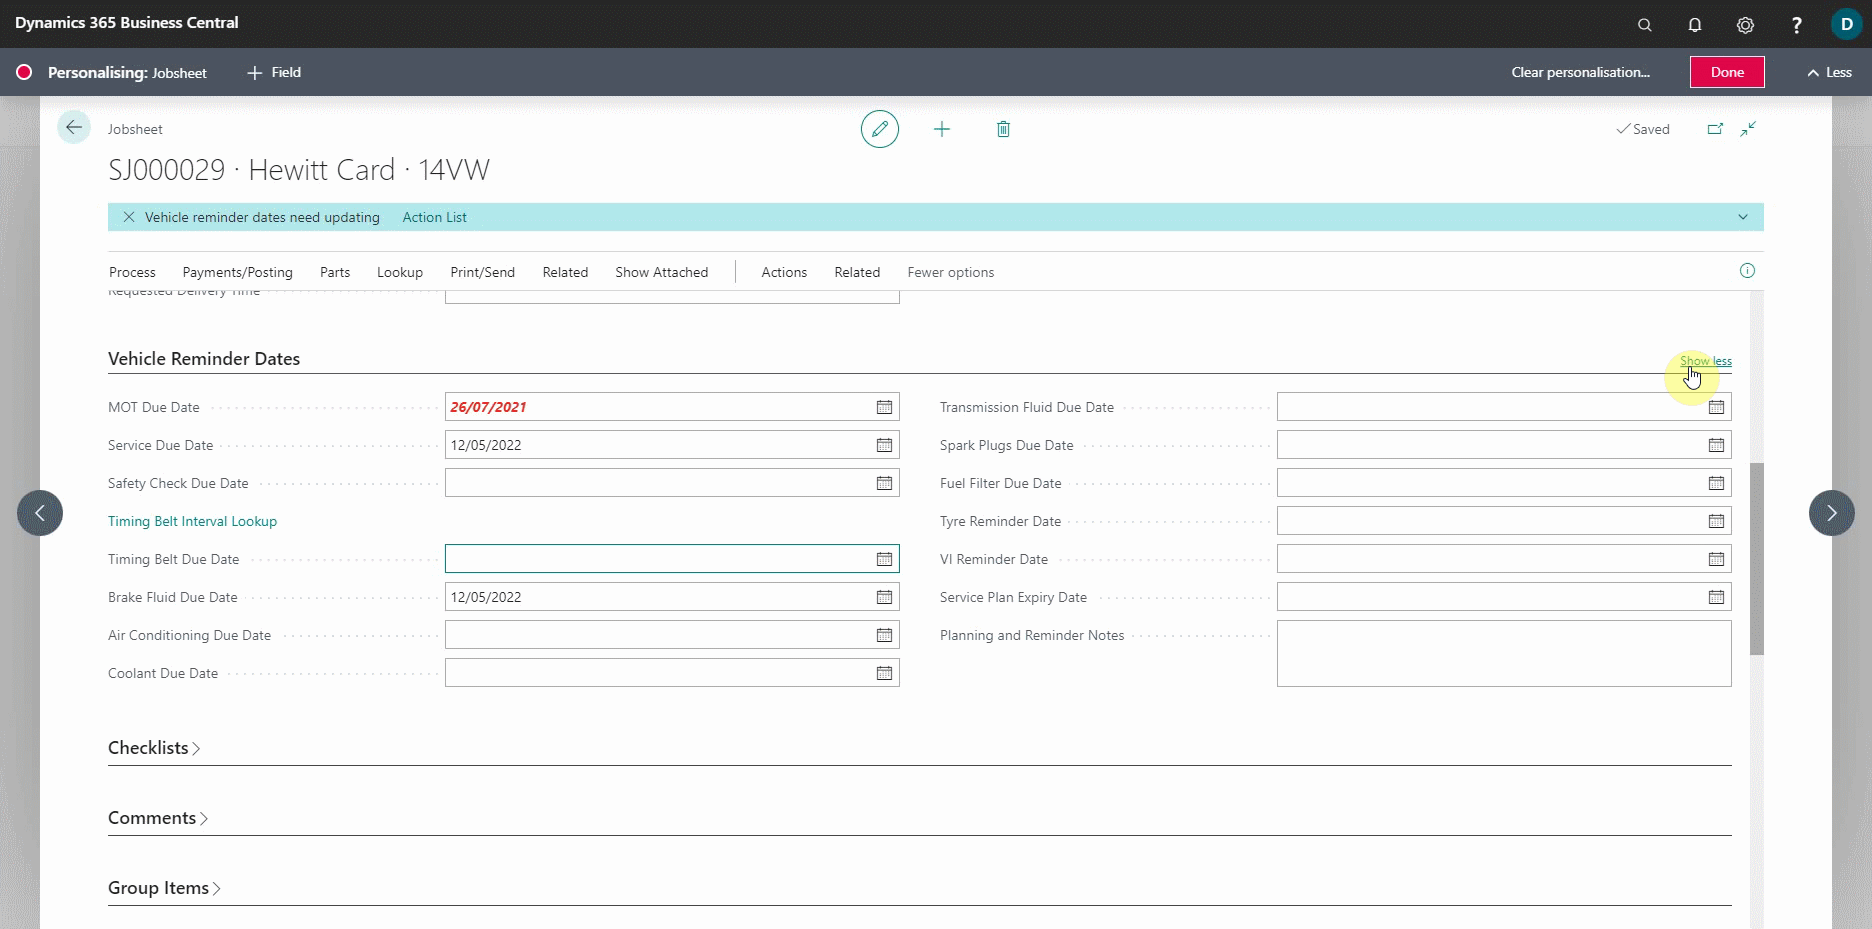 Dynamics 365 Business Central
? D
Personalising: Jobsheet + Field Clear personalisation... Done Less
Jobsheet Saved
SJ000029 · Hewitt Card · 14VW
Vehicle reminder dates need updating Action List
Process Payments/Posting Parts Lookup Print/Send Related Show Attached Actions Related Fewer options
Requested Delivery Time
Vehicle Reminder Dates Show less
MOT Due Date 26/07/2021 Transmission Fluid Due Date
Service Due Date 12/05/2022 Spark Plugs Due Date
Safety Check Due Date Fuel Filter Due Date
Timing Belt Interval Lookup Tyre Reminder Date
Timing Belt Due Date VI Reminder Date
Brake Fluid Due Date 12/05/2022 Service Plan Expiry Date
Air Conditioning Due Date Planning and Reminder Notes
Coolant Due Date
Checklists
Comments
Group Items